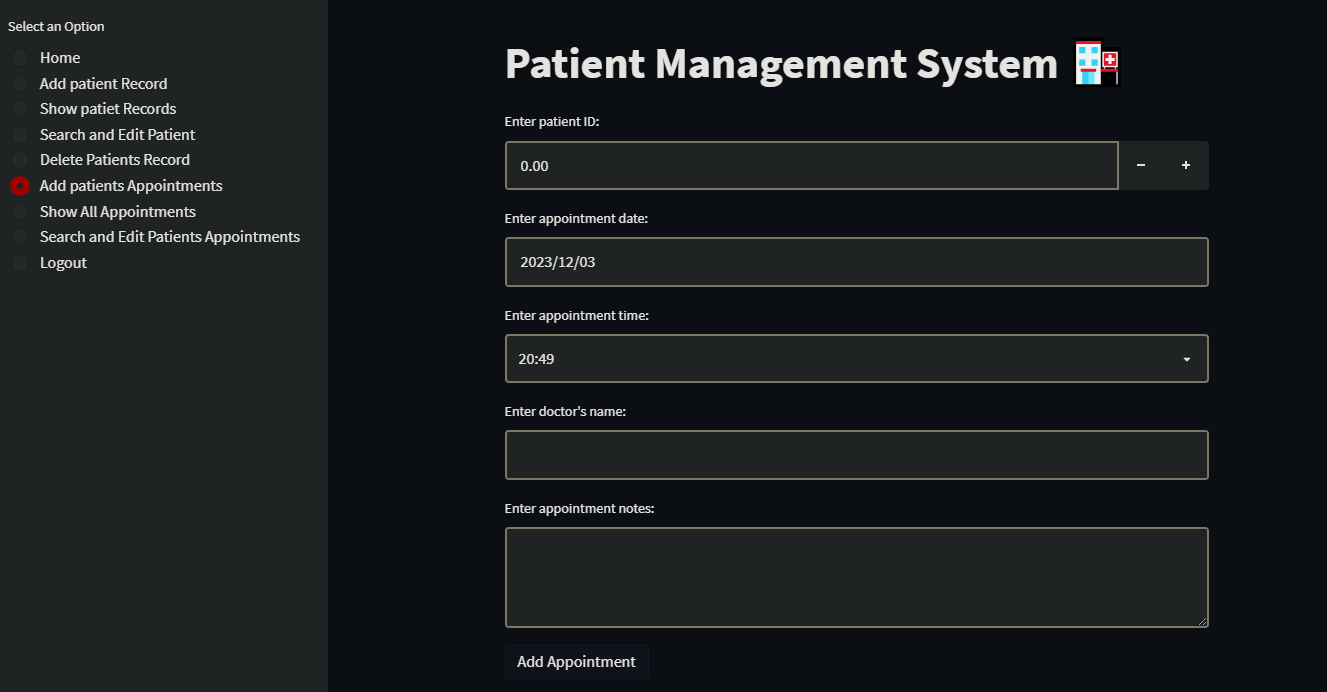 Select an Option
Home
Add patient Record
Show patiet Records
Search and Edit Patient
Delete Patients Record
Add patients Appointments
Show All Appointments
Search and Edit Patients Appointments
Logout
Patient Management System
Enter patient ID:
0.00
Enter appointment date:
2023/12/03
Enter appointment time:
20:49
Enter doctor's name:
Enter appointment notes:
Add Appointment